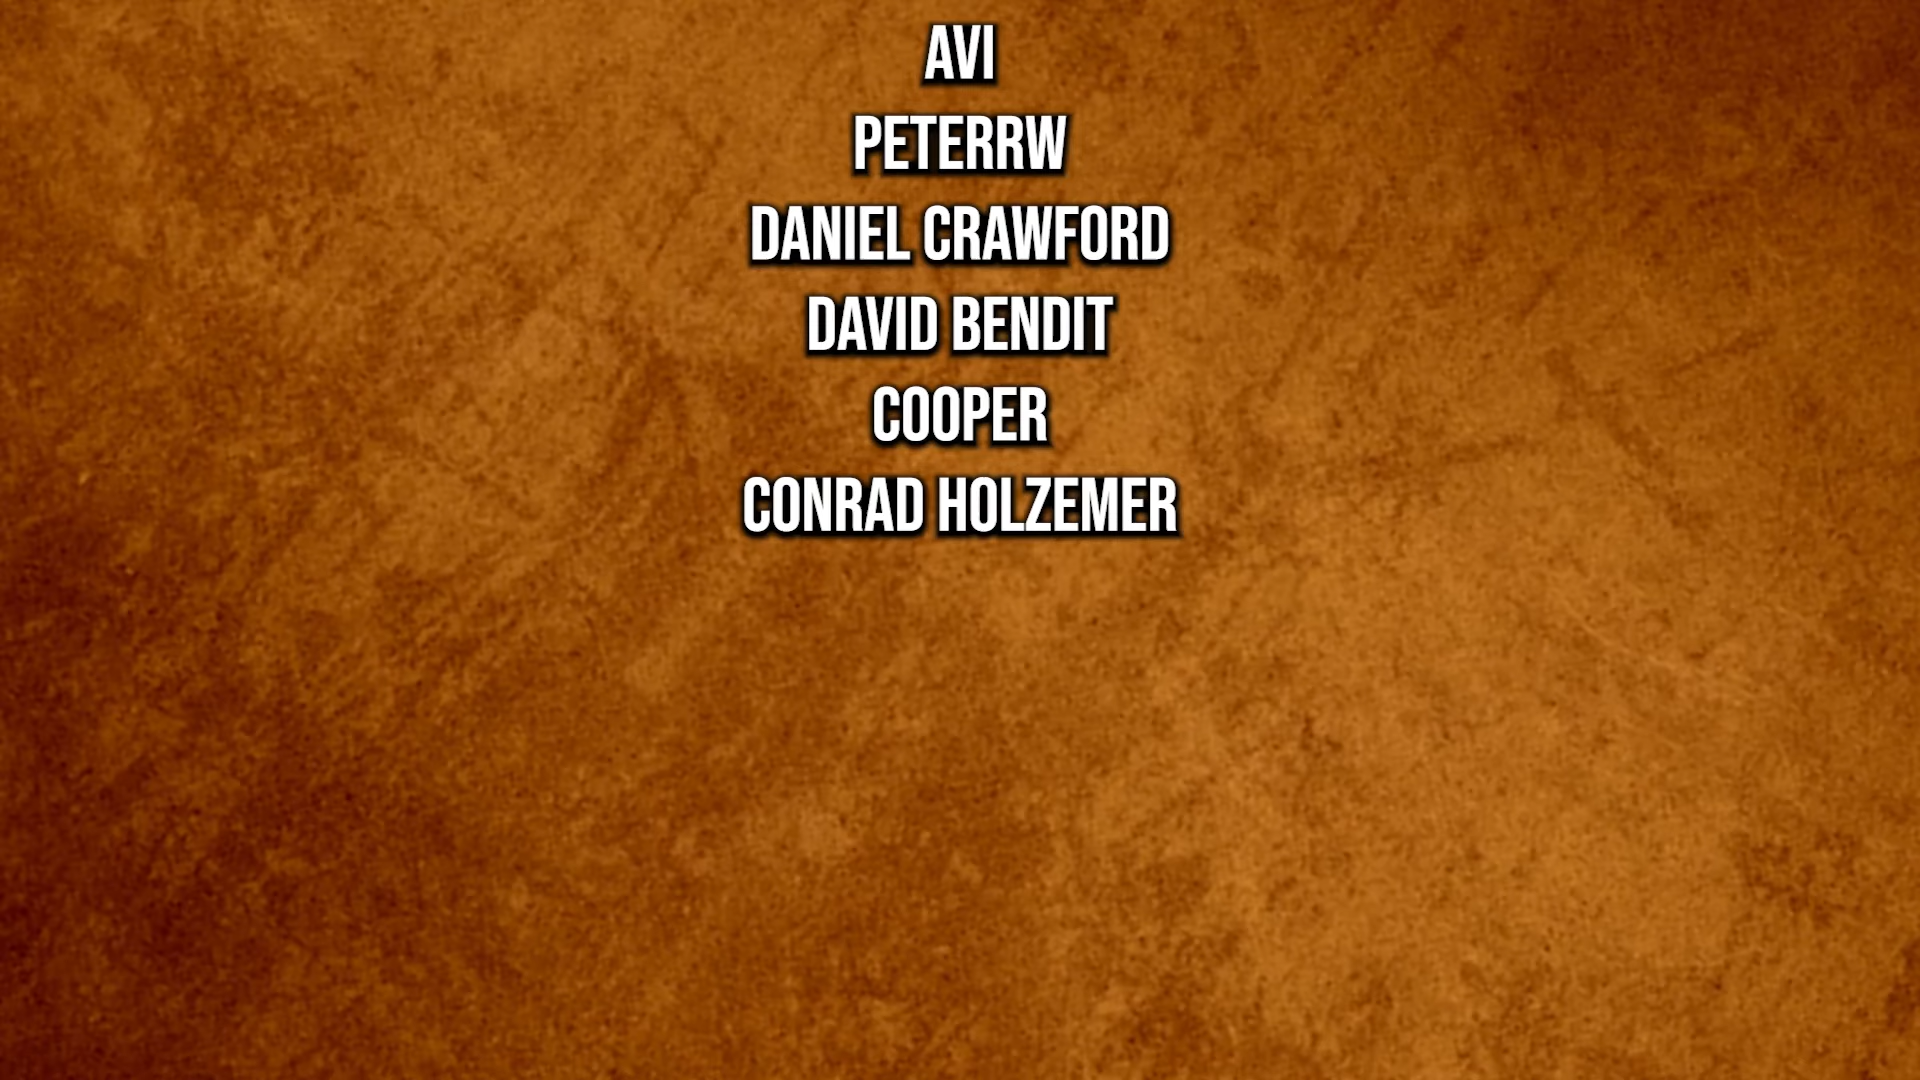 AVI
PETERRW
DANIEL CRAWFORD
DAVID BENDIT
COOPER
CONRAD HOLZEMER